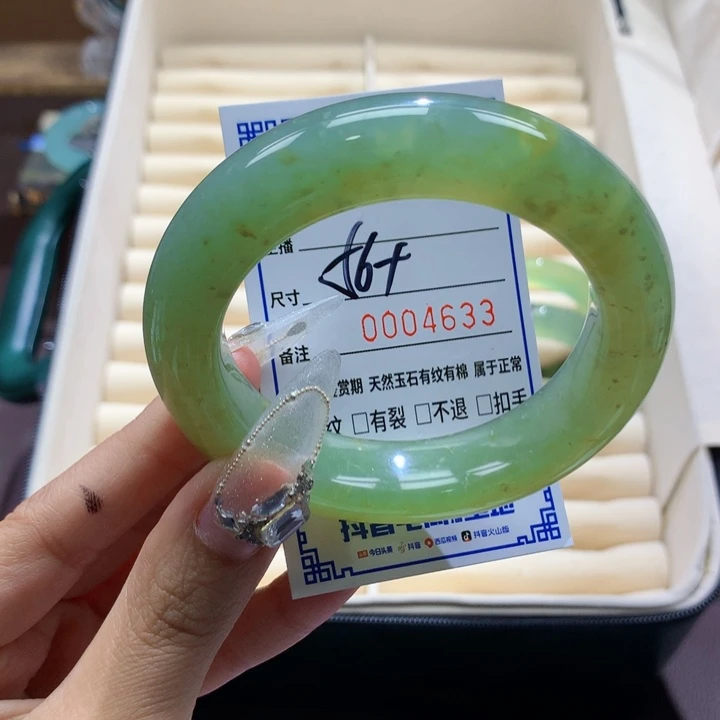 播
尺寸 56+
0004633
备注
赏期 天然玉石有纹有棉 属于正常
纹 □有裂 □不退 □扣手
今日头条 抖音 西瓜视频 抖音火山版